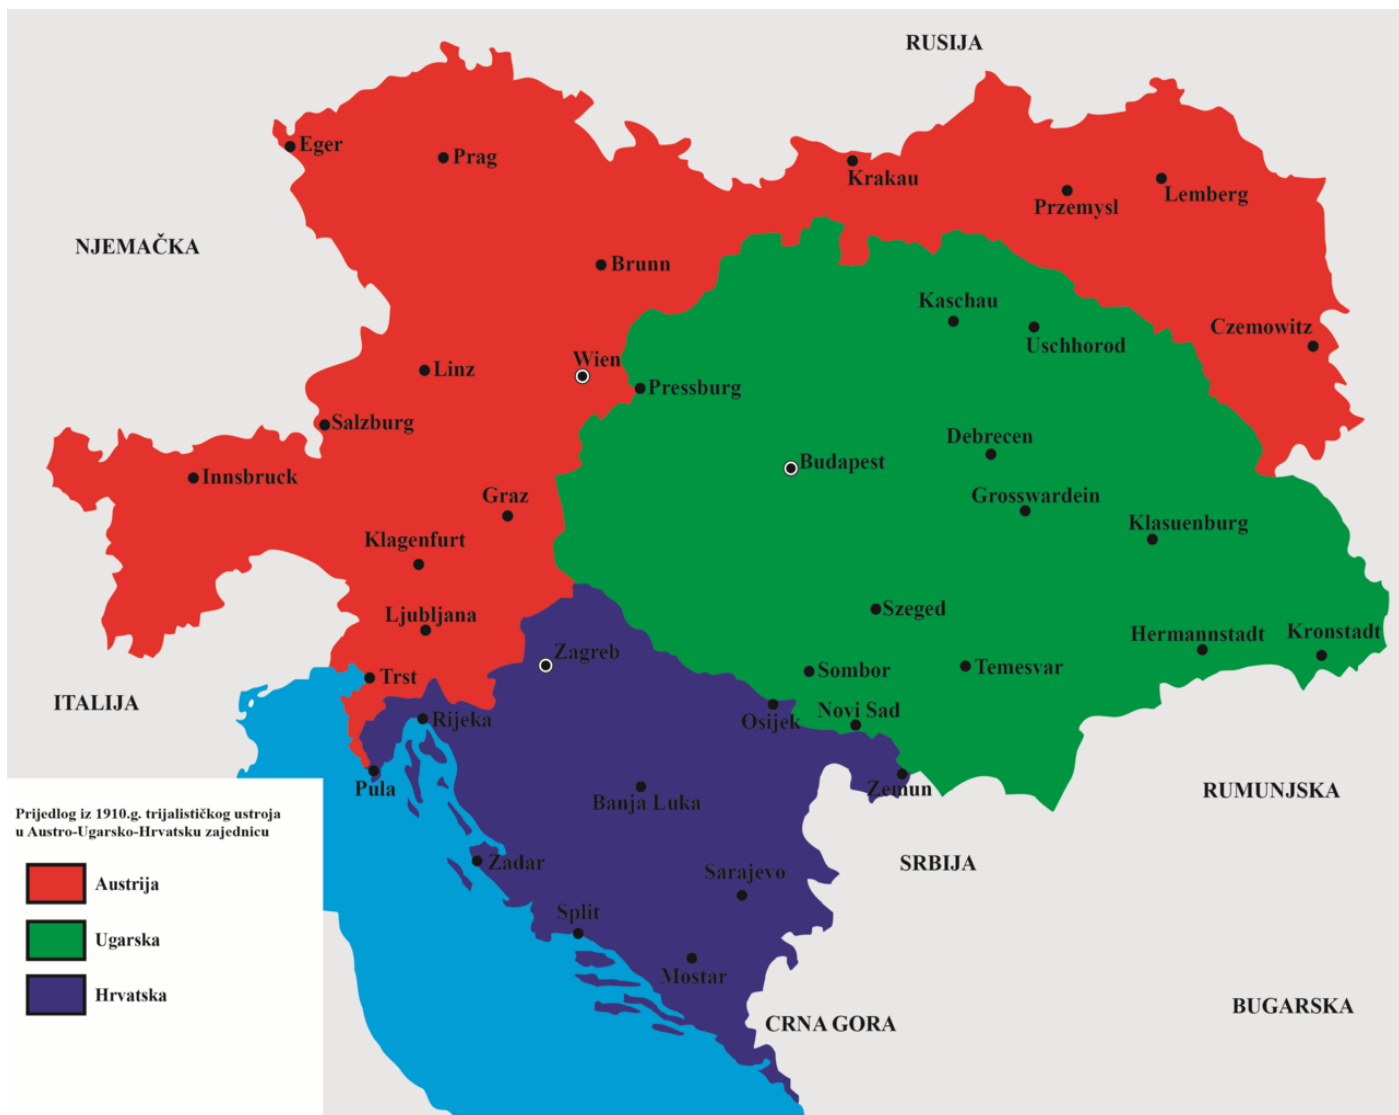 RUSIJA
Eger
Prag
Krakau
Przemysl
Lemberg
NJEMAČKA
Brunn
Kaschau
Uschhorod
Czemowitz
Wien
Linz
Pressburg
Salzburg
Debrecen
Budapest
Innsbruck
Graz
Grosswardein
Klasuenburg
Klagenfurt
Ljubljana
Szeged
Hermannstadt
Kronstadt
Zagreb
Trst
Sombor
Temesvar
ITALIJA
Rijeka
Osijek
Novi Sad
Pula
Banja Luka
Zemun
RUMUNJSKA
Prijedlog iz 1910.g. trijalističkog ustroja
u Austro-Ugarsko-Hrvatsku zajednicu
Zadar
Sarajevo
SRBIJA
Austrija
Split
Ugarska
Mostar
Hrvatska
CRNA GORA
BUGARSKA